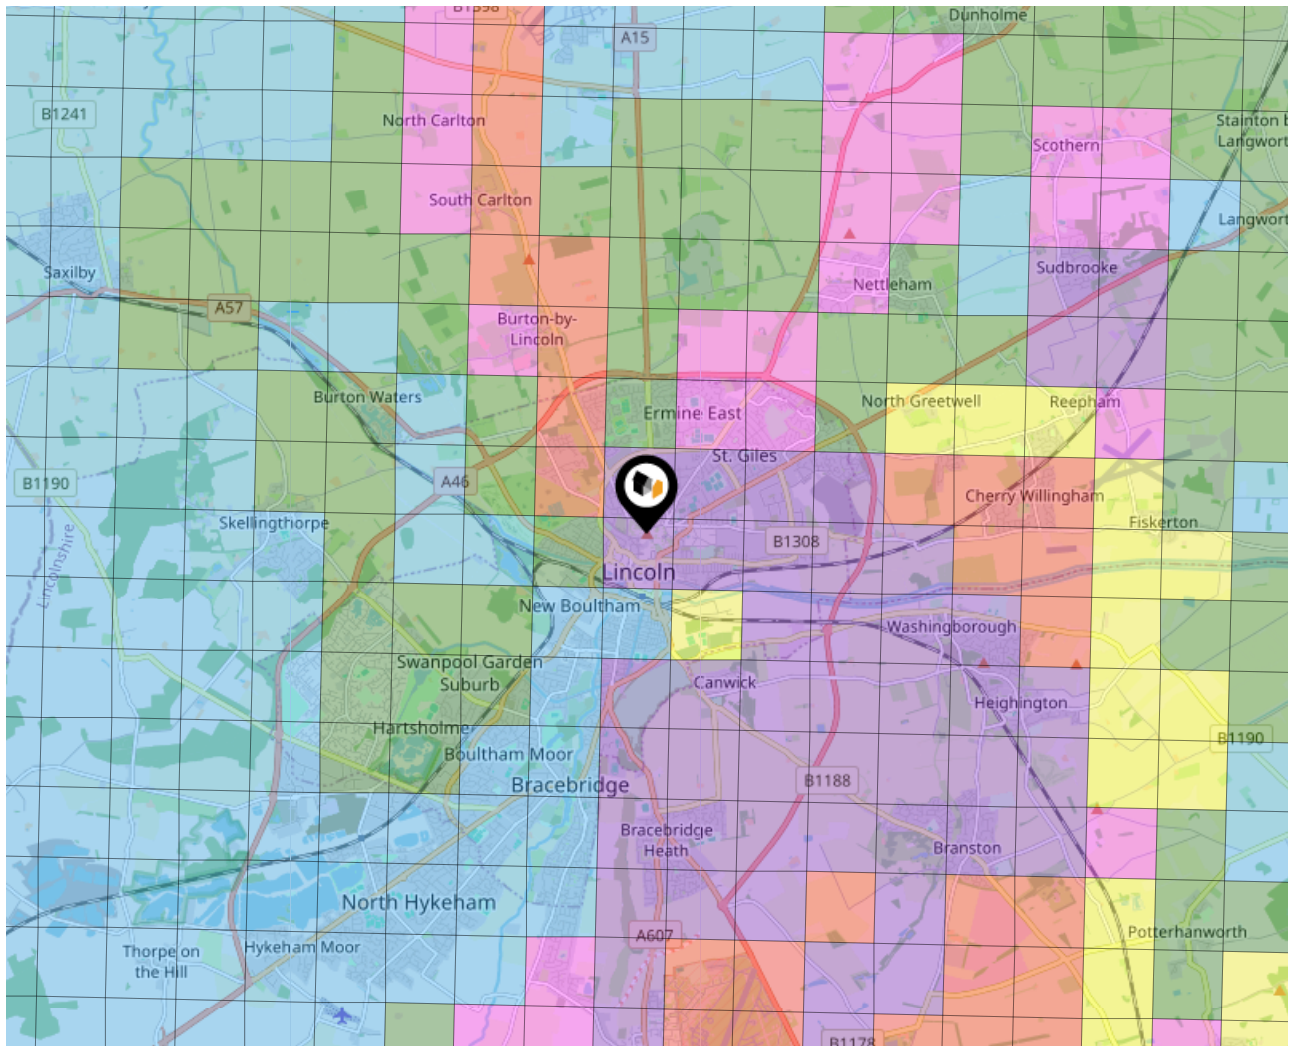 B1398
Dunholme
A15
B1241
North Carlton
Stainton b
Langwort
Scothern
South Carlton
Langwort
Saxilby
Sudbrooke
Nettleham
A57
Burton-by-
Lincoln
Burton Waters
North Greetwell
Reepham
Ermine East
St. Giles
B1190
A46
Cherry Willingham
Skellingthorpe
Fiskerton
B1308
Lincolnshire
Lincoln
New Boultham
Washingborough
Swanpool Garden
Suburb
Canwick
Heighington
Hartsholme
B1190
Boultham Moor
Bracebridge
B1188
Bracebridge
Heath
Branston
North Hykeham
A607
Potterhanworth
Thorpe on
the Hill
Hykeham Moor
B1178